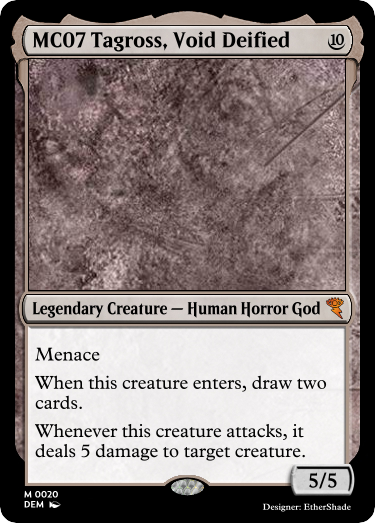 MC07 Tagross, Void Deified 10
Legendary Creature — Human Horror God
Menace
When this creature enters, draw two
cards.
Whenever this creature attacks, it
deals 5 damage to target creature.
5/5
M 0020
DEM
Designer: EtherShade